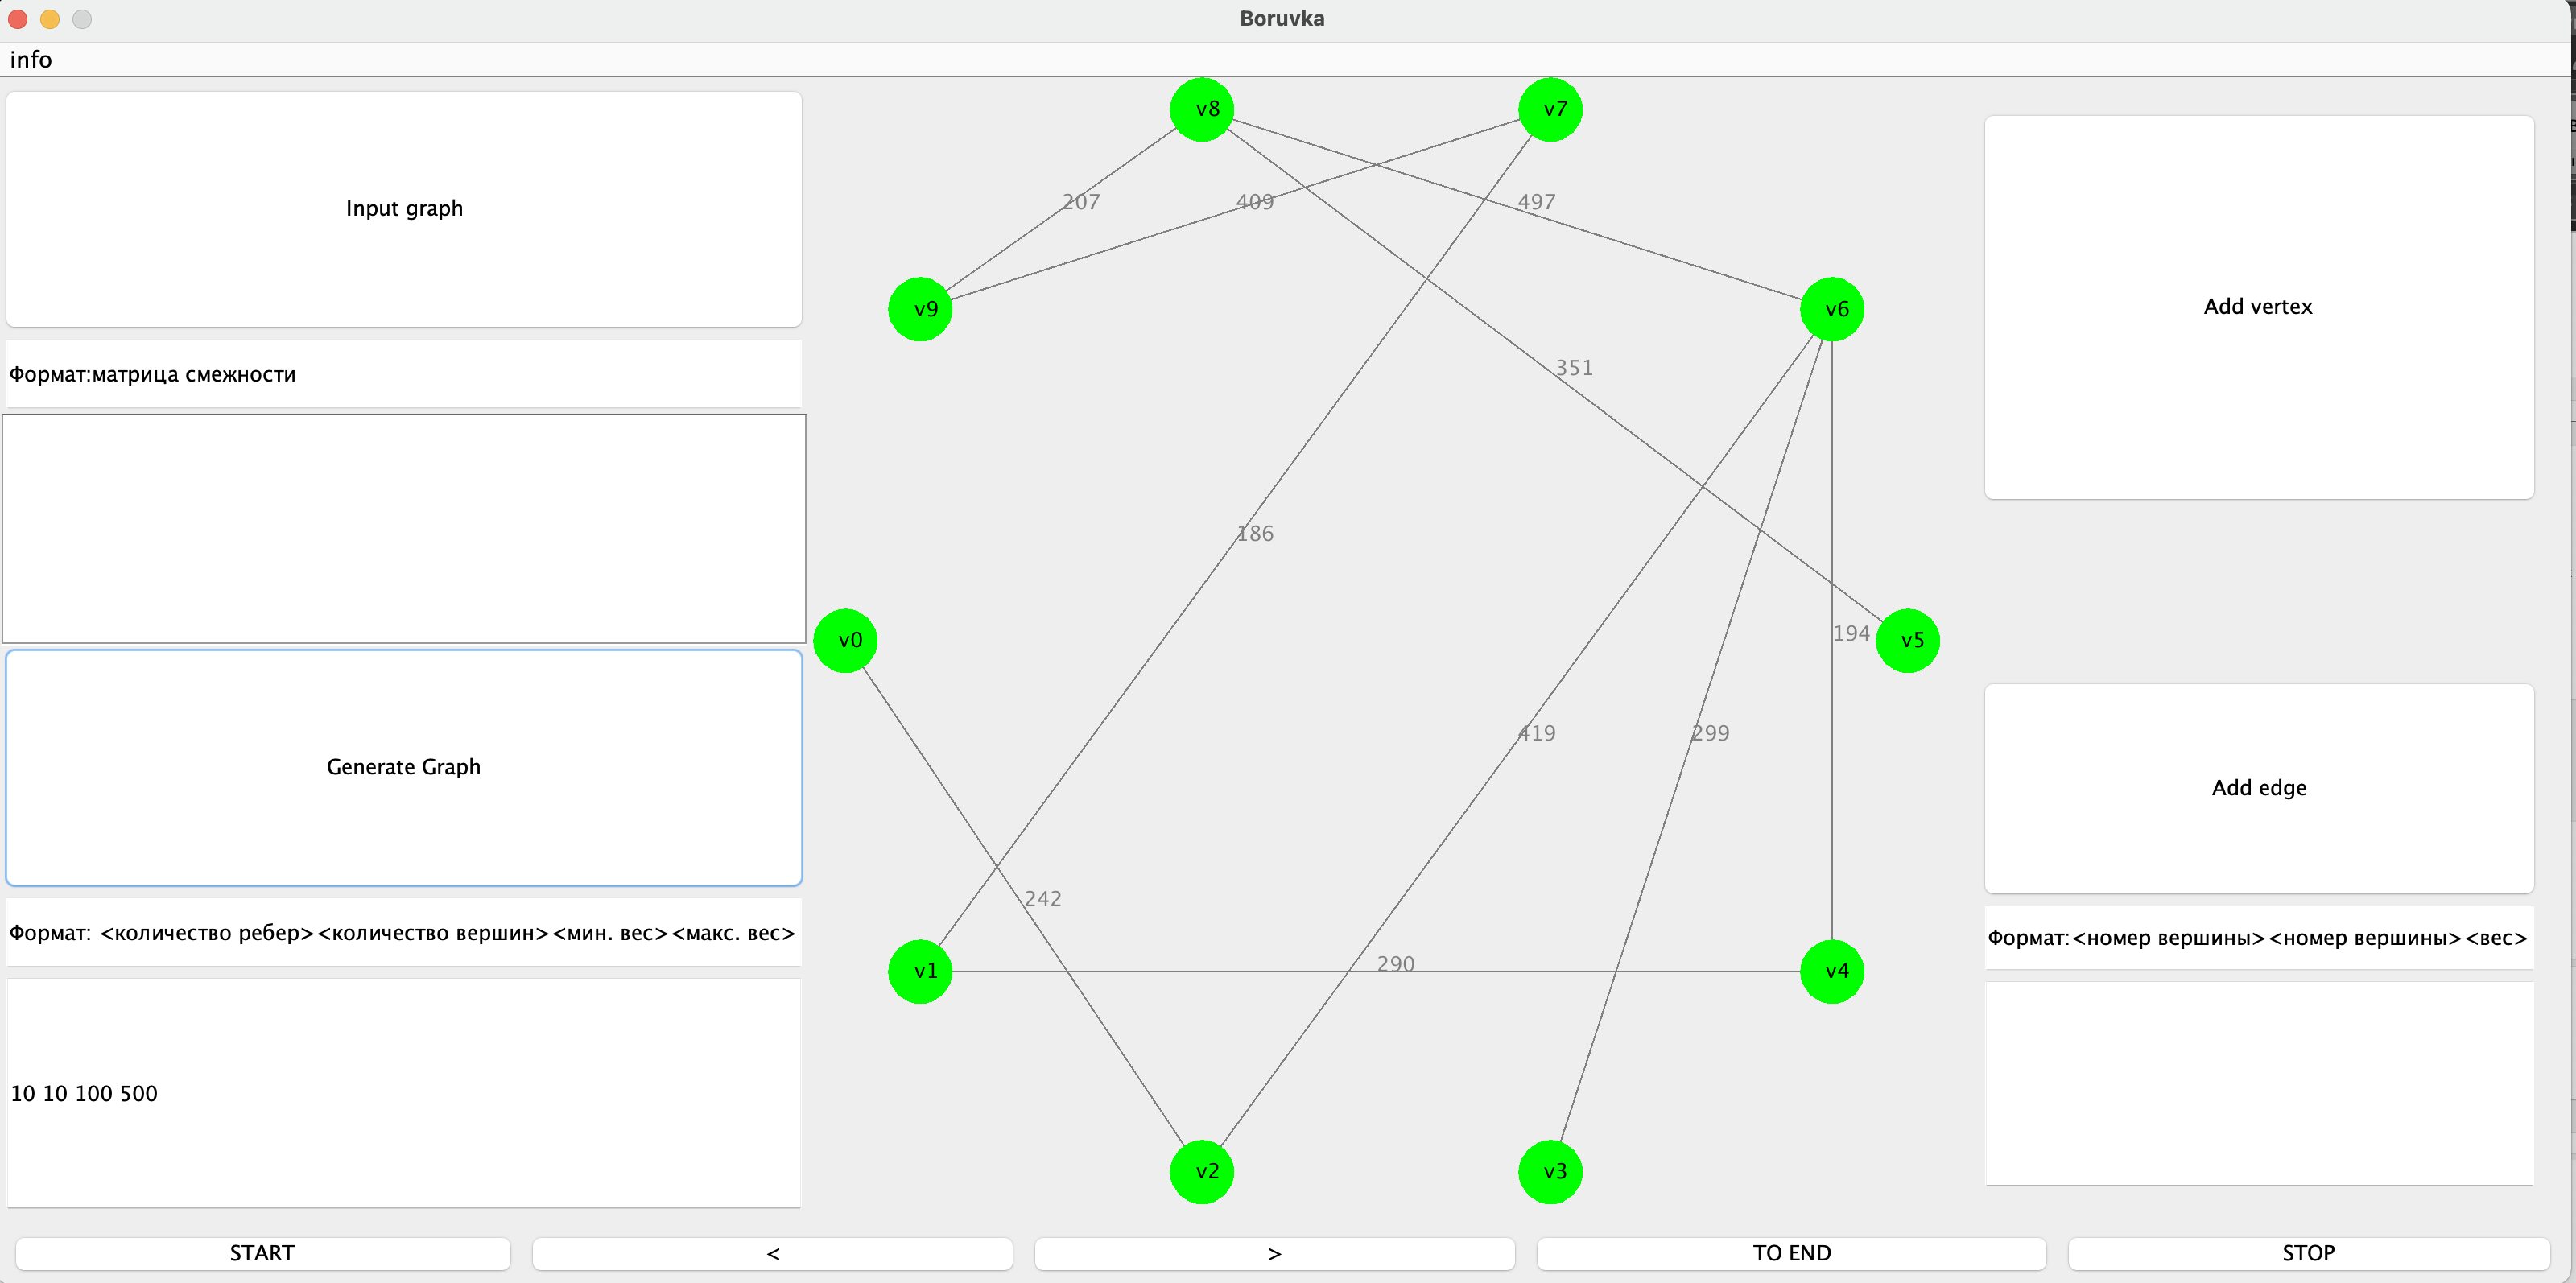 Boruvka
info
Input graph
Формат:матрица смежности
Generate Graph
Формат: <количество ребер><количество вершин><мин. вес><макс. вес>
10 10 100 500
v8
v7
207
409
497
v9
v6
351
186
v0
194
v5
419
299
242
v1
290
v4
v2
v3
Add vertex
Add edge
Формат:<номер вершины><номер вершины><вес>
START
<
>
TO END
STOP